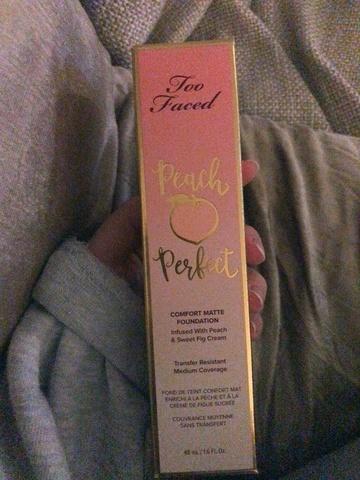 Too
Faced
Peach
Perfect
COMFORT MATTE
FOUNDATION
Infused With Peach
& Sweet Fig Cream
Transfer Resistant
Medium Coverage
FOND DE TEINT CONFORT MAT
ENRICHI À LA PÊCHE ET À LA
CRÈME DE FIGUE SUCRÉE
COUVRANCE MOYENNE
SANS TRANSFERT
48 mL / 1.6 FL. Oz.